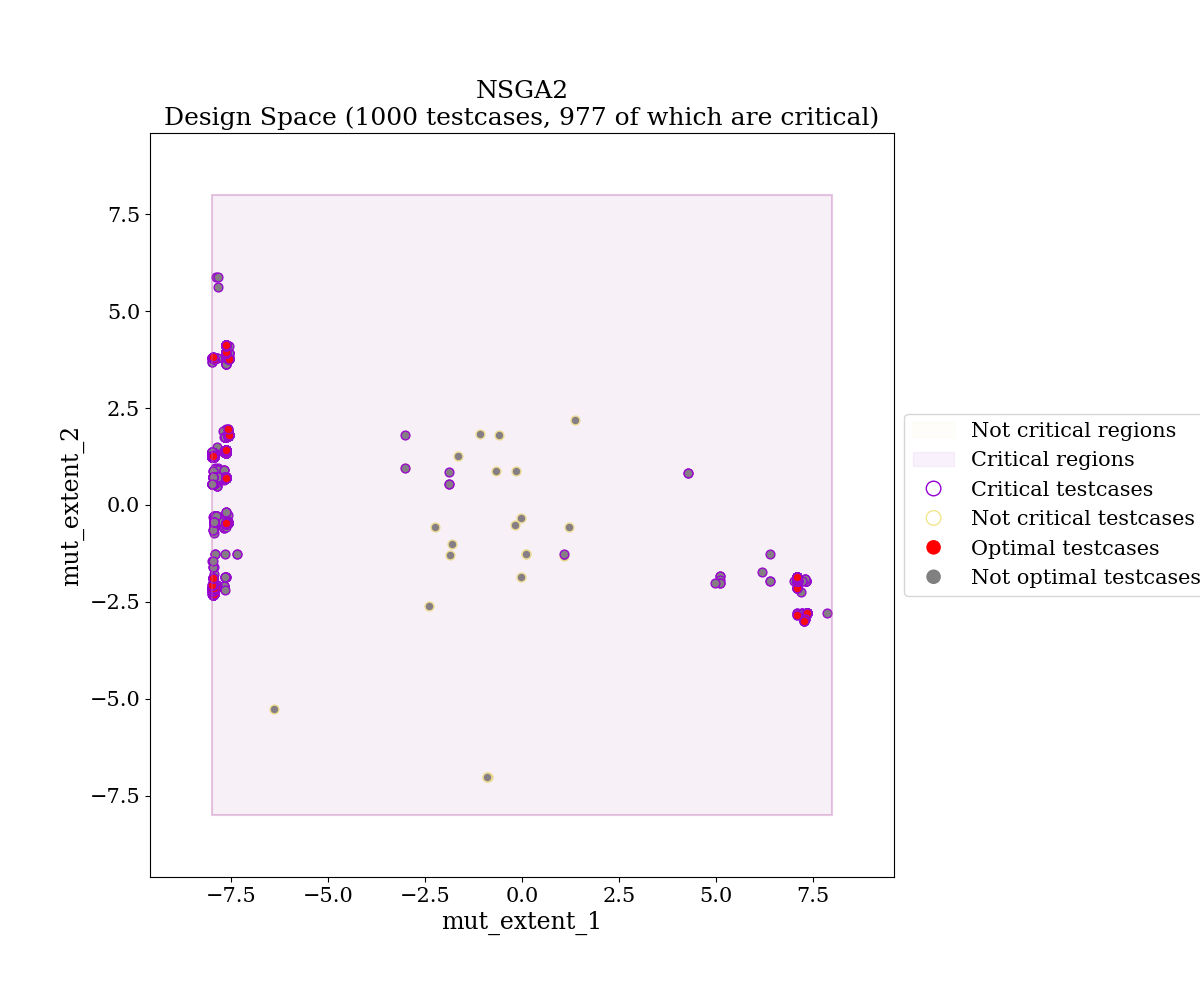 NSGA2
Design Space (1000 testcases, 977 of which are critical)
7.5
5.0
2.5
0.0
−2.5
−5.0
−7.5
mut_extent_2
−7.5 −5.0 −2.5 0.0 2.5 5.0 7.5
mut_extent_1
Not critical regions
Critical regions
Critical testcases
Not critical testcases
Optimal testcases
Not optimal testcases